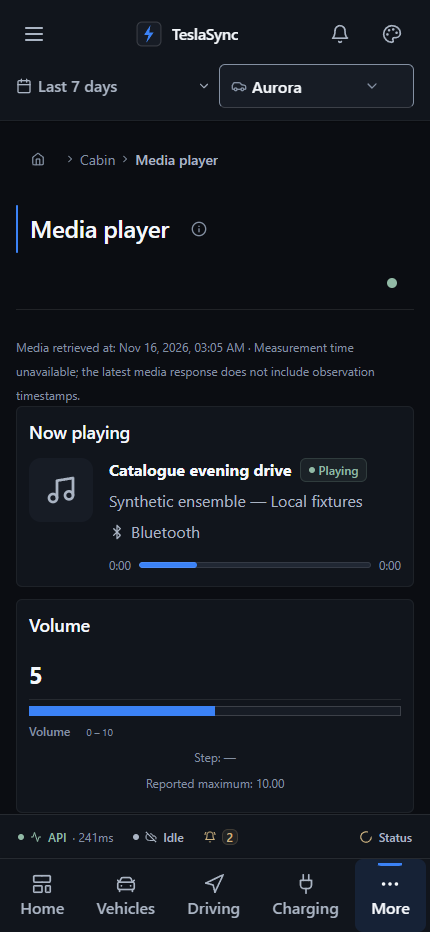 TeslaSync
Last 7 days
Aurora
Cabin
Media player
Media player
Media retrieved at: Nov 16, 2026, 03:05 AM · Measurement time
unavailable; the latest media response does not include observation
timestamps.
Now playing
Catalogue evening drive
Playing
Synthetic ensemble — Local fixtures
Bluetooth
0:00
0:00
Volume
5
Volume 0 – 10
Step: —
Reported maximum: 10.00
API · 241ms
Idle
2
Status
Home
Vehicles
Driving
Charging
More